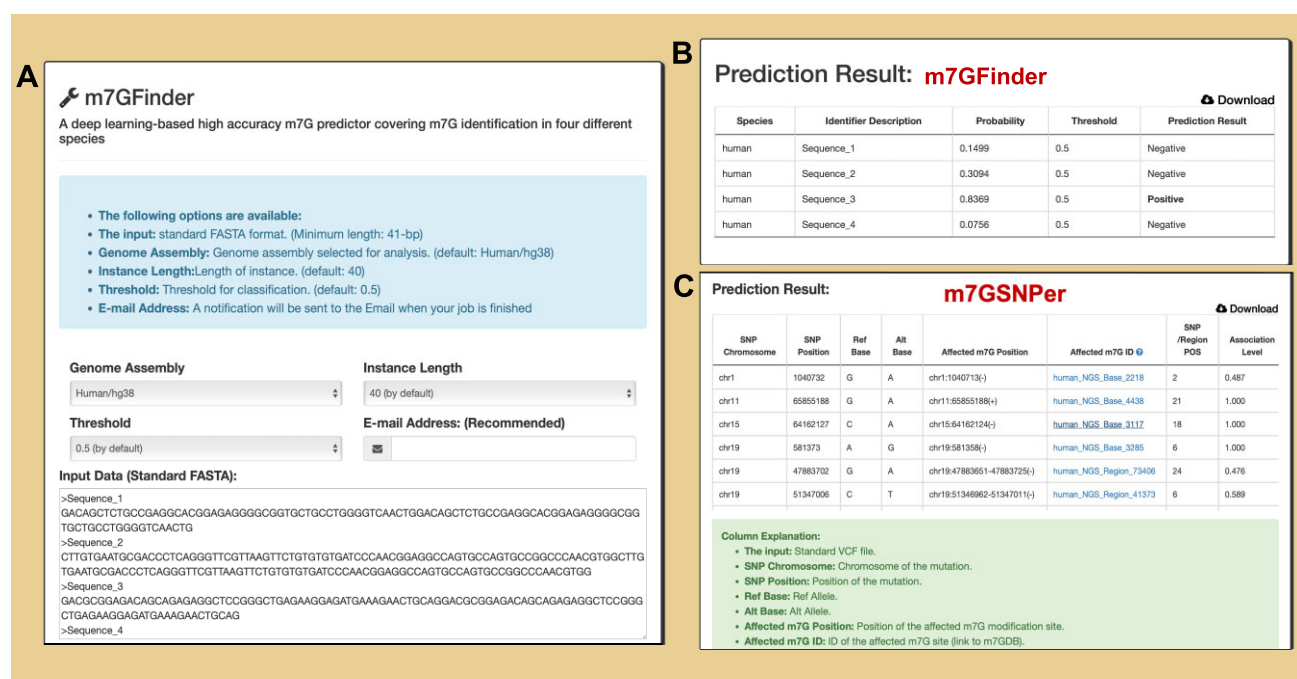 A
m7GFinder
A deep learning-based high accuracy m7G predictor covering m7G identification in four different
species
• The following options are available:
• The input: standard FASTA format. (Minimum length: 41-bp)
• Genome Assembly: Genome assembly selected for analysis. (default: Human/hg38)
• Instance Length:Length of instance. (default: 40)
• Threshold: Threshold for classification. (default: 0.5)
• E-mail Address: A notification will be sent to the Email when your job is finished
Genome Assembly Instance Length
Human/hg38 40 (by default)
Threshold E-mail Address: (Recommended)
0.5 (by default)
Input Data (Standard FASTA):
>Sequence_1
GACAGCTCTGCCGAGGCACGGAGAGGGGCGGTGCTGCCTGGGGTCAACTGGACAGCTCTGCCGAGGCACGGAGAGGGGCGG
TGCTGCCTGGGGTCAACTG
>Sequence_2
CTTGTGAATGCGACCCTCAGGGTTCGTTAAGTTCTGTGTGTGATCCCAACGGAGGCCAGTGCCAGTGCCGGCCCAACGTGGCTTG
TGAATGCGACCCTCAGGGTTCGTTAAGTTCTGTGTGTGATCCCAACGGAGGCCAGTGCCAGTGCCGGCCCAACGTGG
>Sequence_3
GACGCGGAGACAGCAGAGAGGCTCCGGGCTGAGAAGGAGATGAAAGAACTGCAGGACGCGGAGACAGCAGAGAGGCTCCGGG
CTGAGAAGGAGATGAAAGAACTGCAG
>Sequence_4
B
Prediction Result: m7GFinder
Download
Species Identifier Description Probability Threshold Prediction Result
human Sequence_1 0.1499 0.5 Negative
human Sequence_2 0.3094 0.5 Negative
human Sequence_3 0.8369 0.5 Positive
human Sequence_4 0.0756 0.5 Negative
C
Prediction Result: m7GSNPer
Download
SNP Chromosome SNP Position Ref Base Alt Base Affected m7G Position Affected m7G ID SNP /Region POS Association Level
chr1 1040732 G A chr1:1040713(-) human_NGS_Base_2218 2 0.487
chr11 65855188 G A chr11:65855188(+) human_NGS_Base_4438 21 1.000
chr15 64162127 C A chr15:64162124(-) human_NGS_Base_3117 18 1.000
chr19 581373 A G chr19:581358(-) human_NGS_Base_3285 6 1.000
chr19 47883702 G A chr19:47883651-47883725(-) human_NGS_Region_73406 24 0.476
chr19 51347006 C T chr19:51346962-51347011(-) human_NGS_Region_41373 6 0.589
Column Explanation:
• The input: Standard VCF file.
• SNP Chromosome: Chromosome of the mutation.
• SNP Position: Position of the mutation.
• Ref Base: Ref Allele.
• Alt Base: Alt Allele.
• Affected m7G Position: Position of the affected m7G modification site.
• Affected m7G ID: ID of the affected m7G site (link to m7GDB).